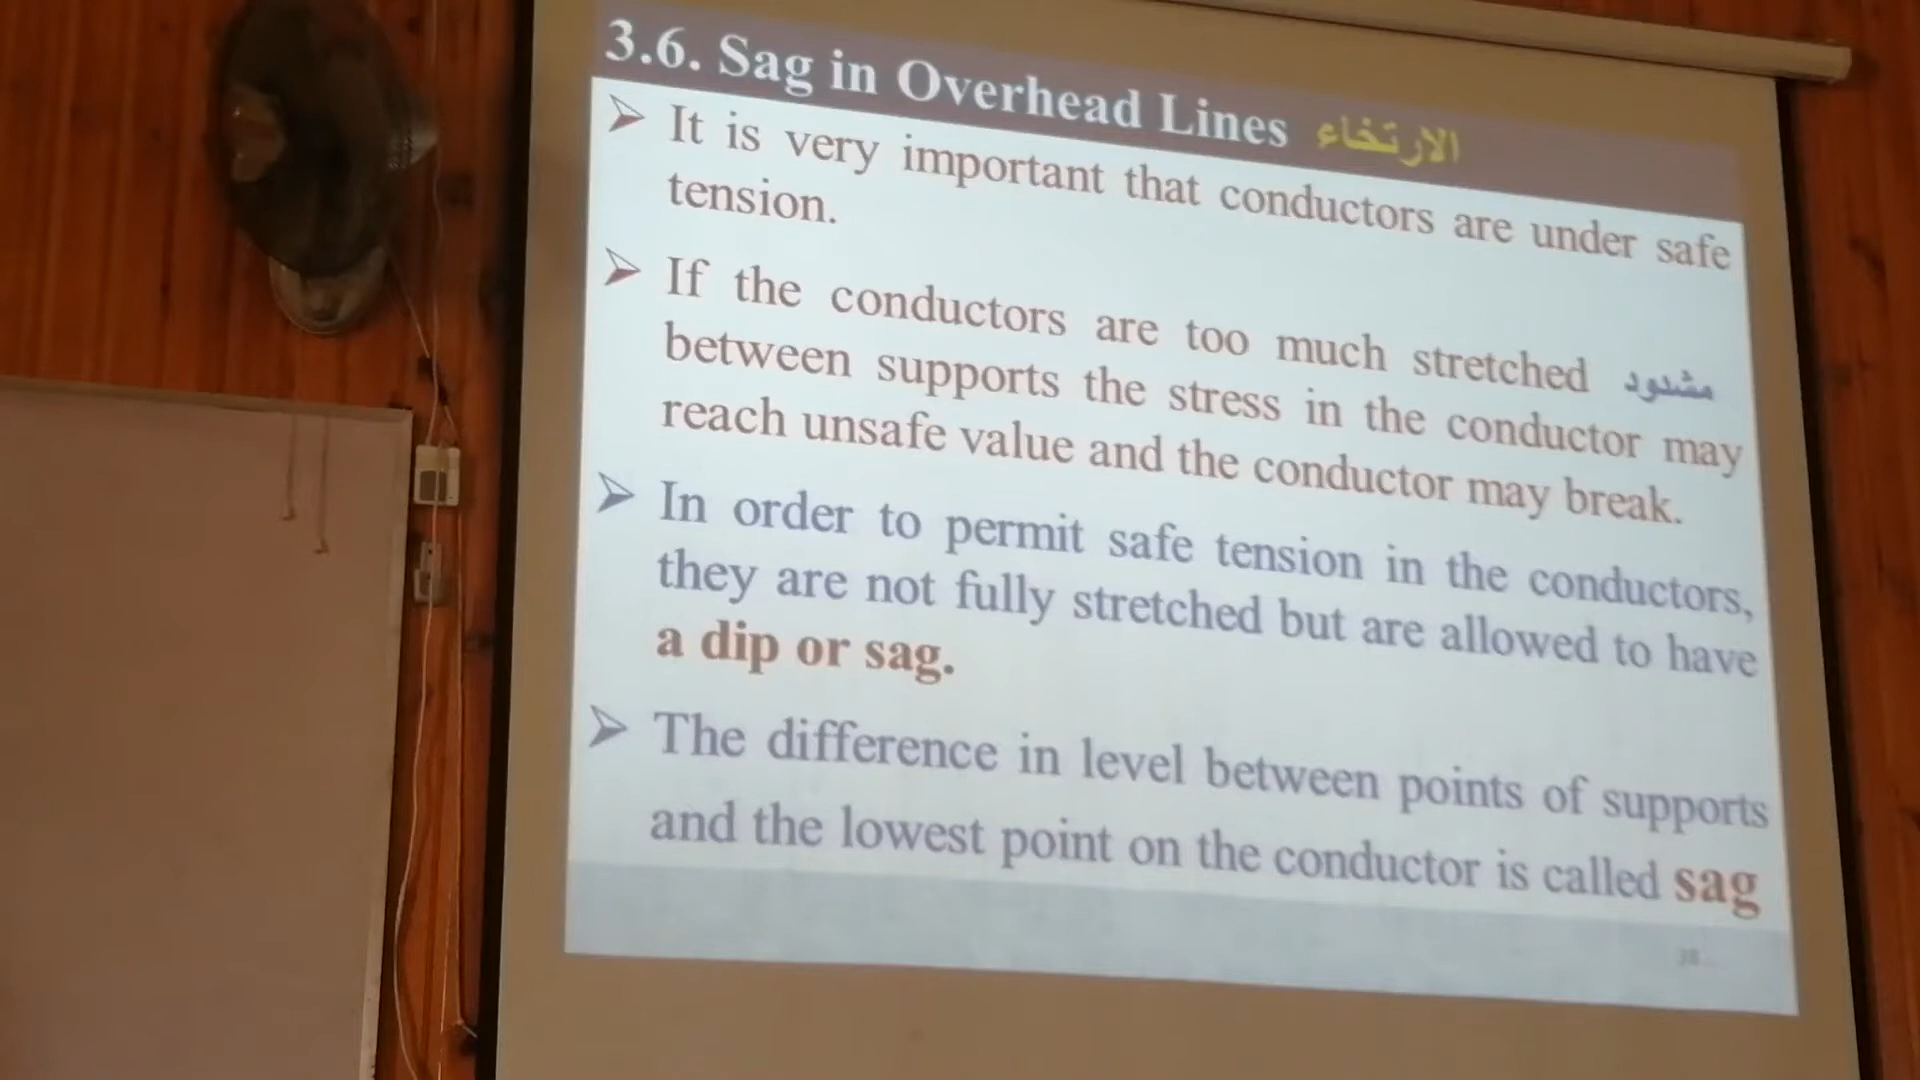 3.6. Sag in Overhead Lines الارتخاء
➢ It is very important that conductors are under safe
tension.
➢ If the conductors are too much stretched مشدود
between supports the stress in the conductor may
reach unsafe value and the conductor may break.
➢ In order to permit safe tension in the conductors,
they are not fully stretched but are allowed to have
a dip or sag.
➢ The difference in level between points of supports
and the lowest point on the conductor is called sag